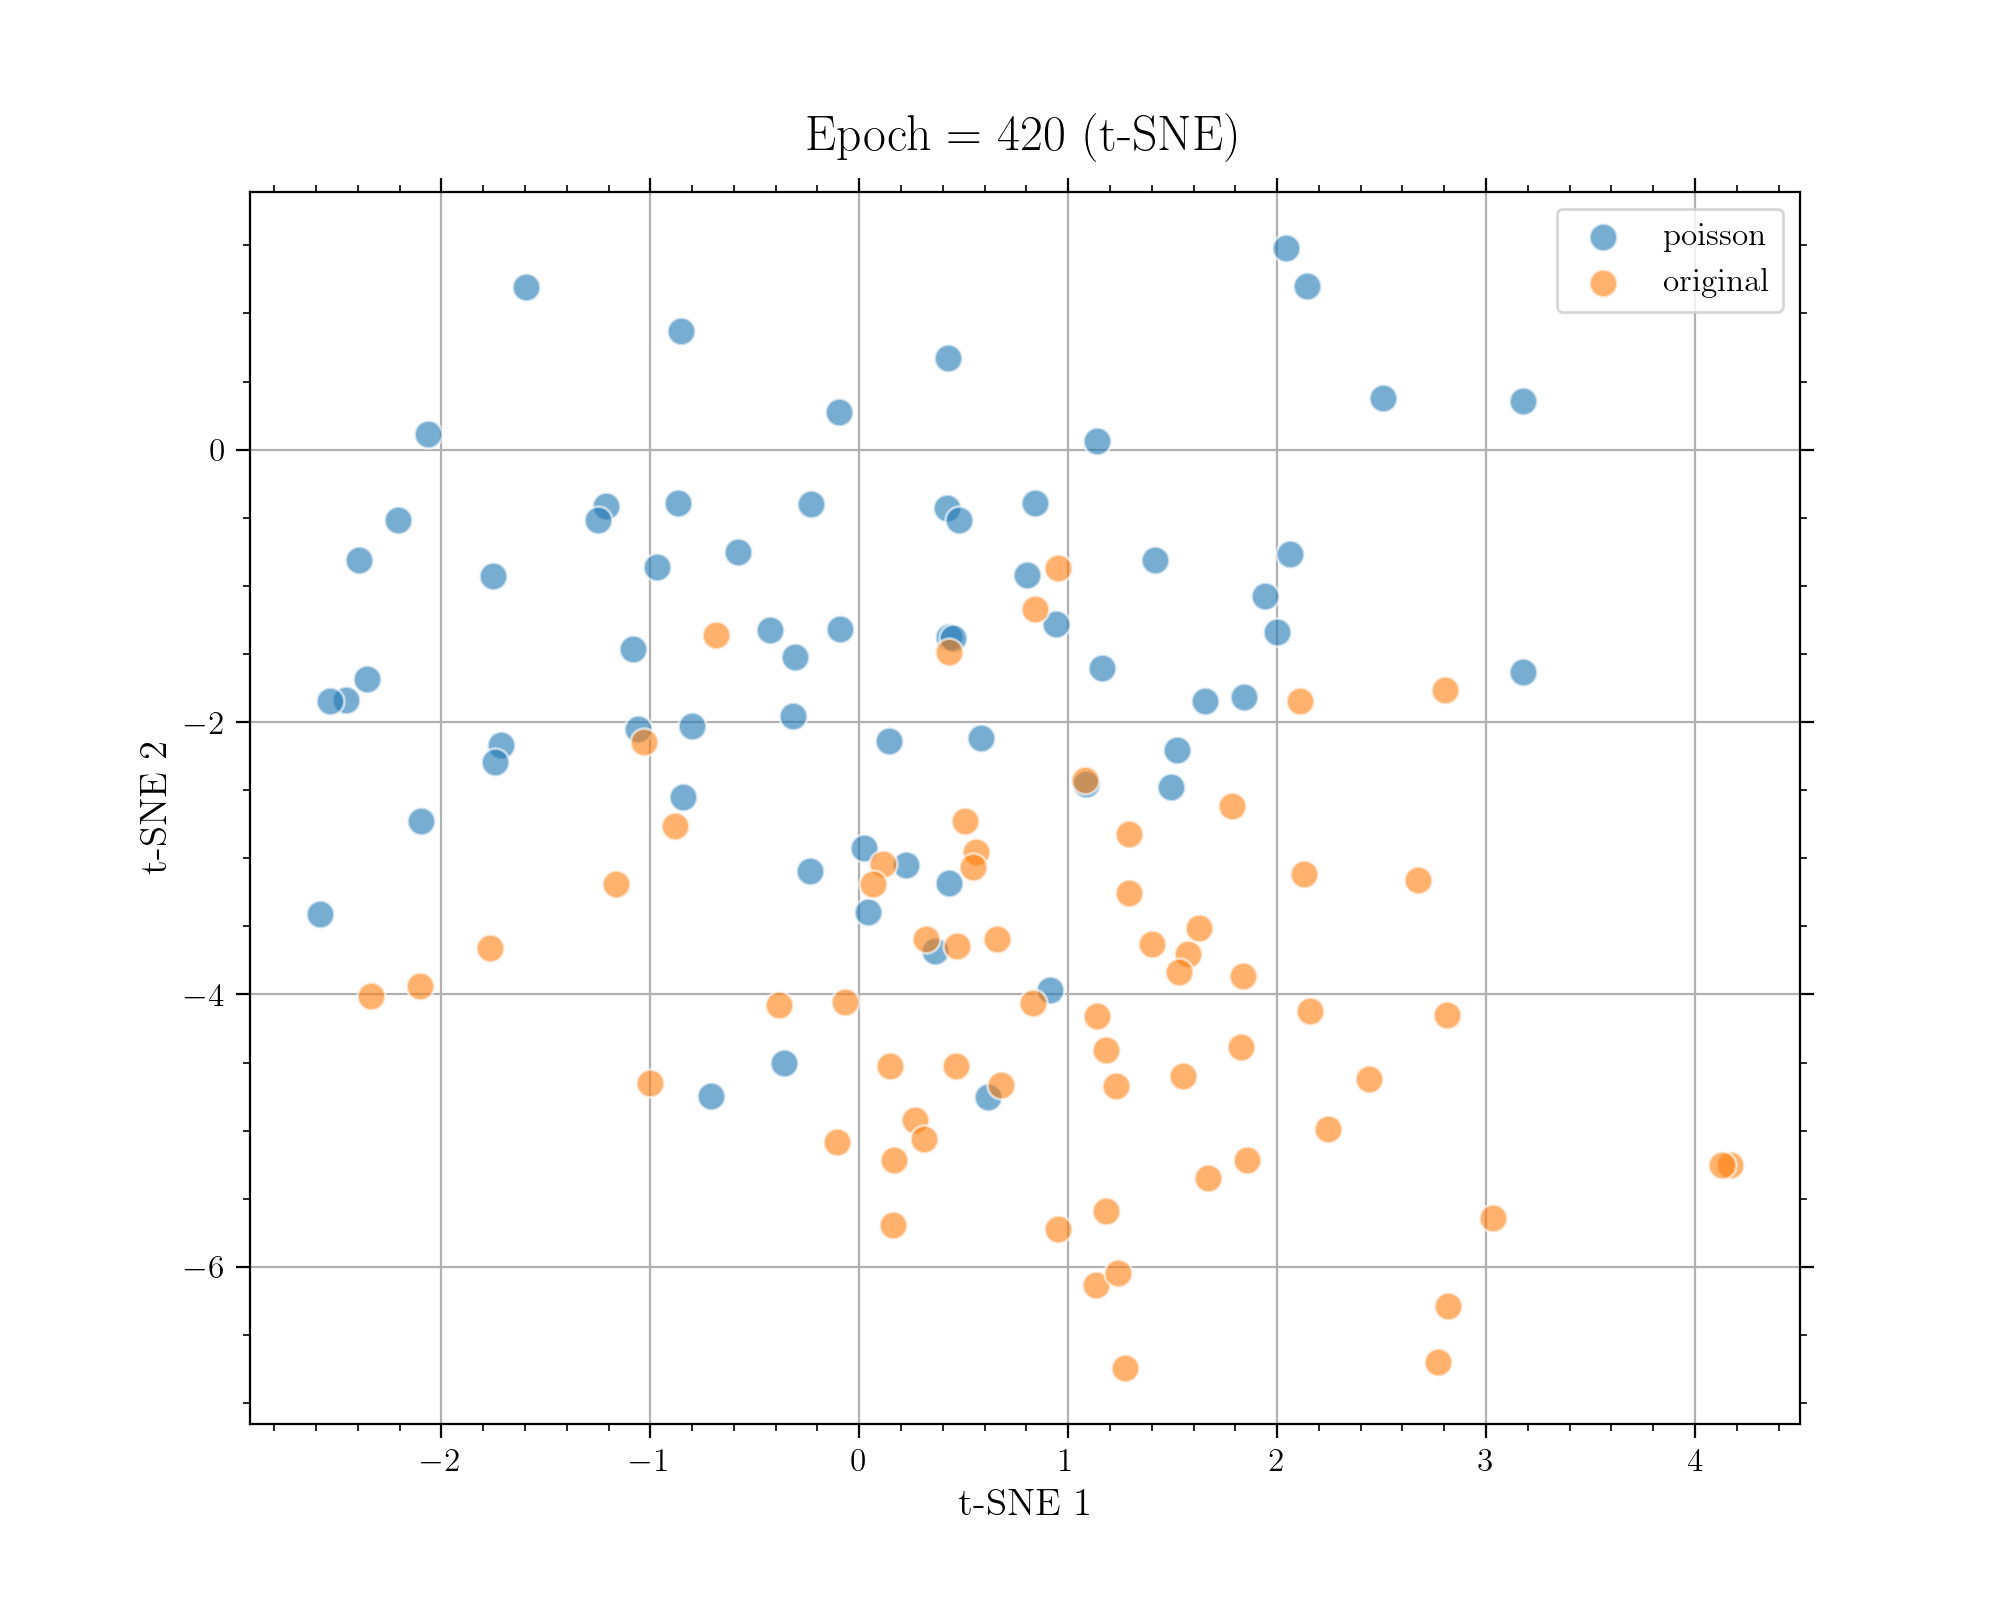 Epoch = 420 (t-SNE)
poisson
original
0
−2
−4
−6
t-SNE 2
−2
−1
0
1
2
3
4
t-SNE 1